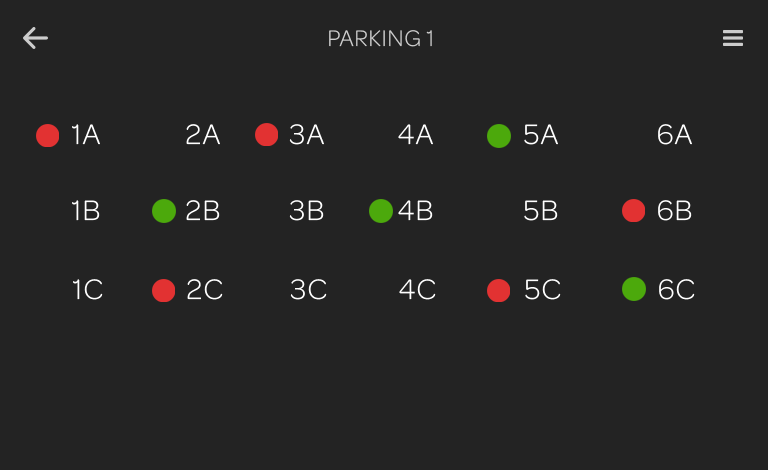 PARKING 1
1A 2A 3A 4A 5A 6A
1B 2B 3B 4B 5B 6B
1C 2C 3C 4C 5C 6C